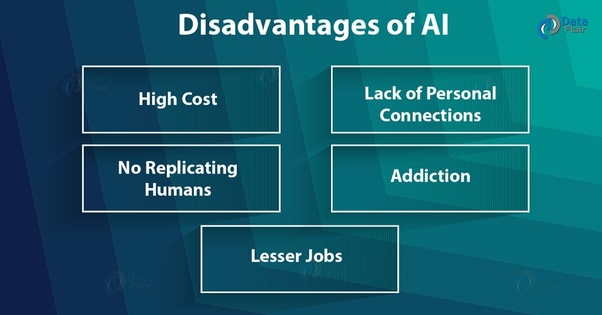 Disadvantages of AI
Data
Flair
High Cost
Lack of Personal
Connections
No Replicating
Humans
Addiction
Lesser Jobs